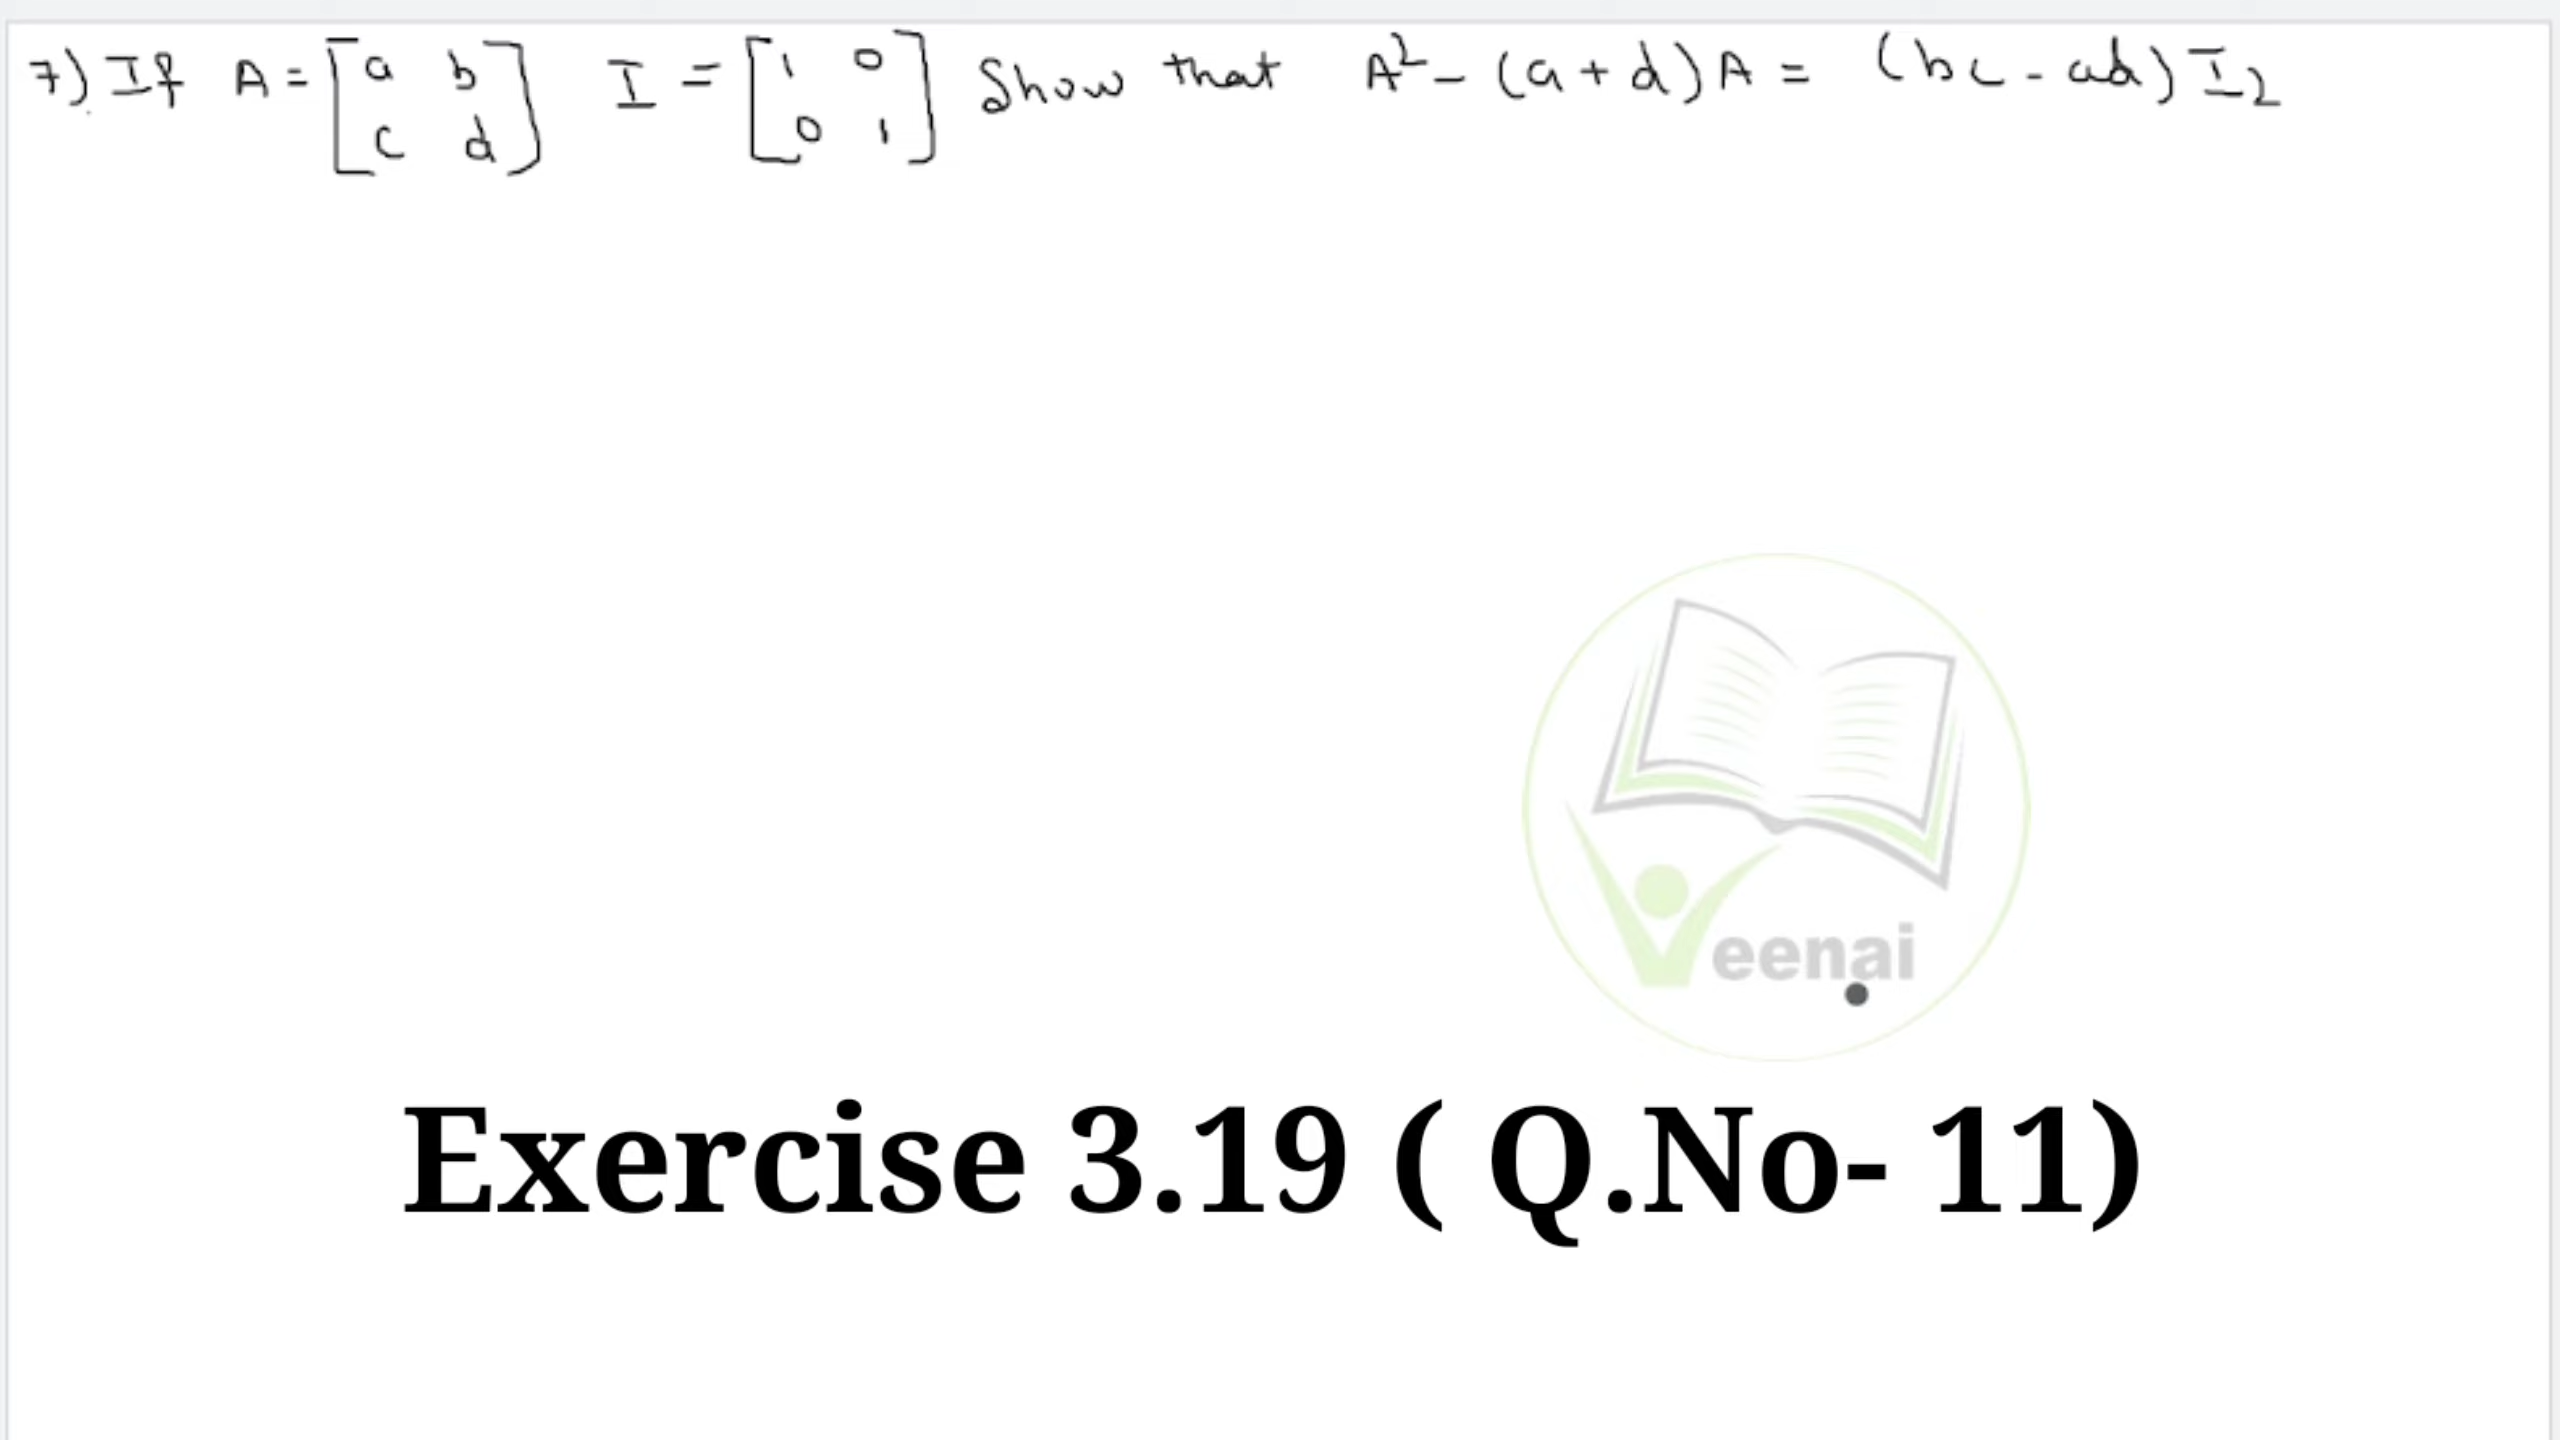 7) If A = [a b] I = [1 0] Show that A² - (a + d) A = (bc - ad) I₂
[c d] [0 1]
Veenai
Exercise 3.19 ( Q.No- 11)